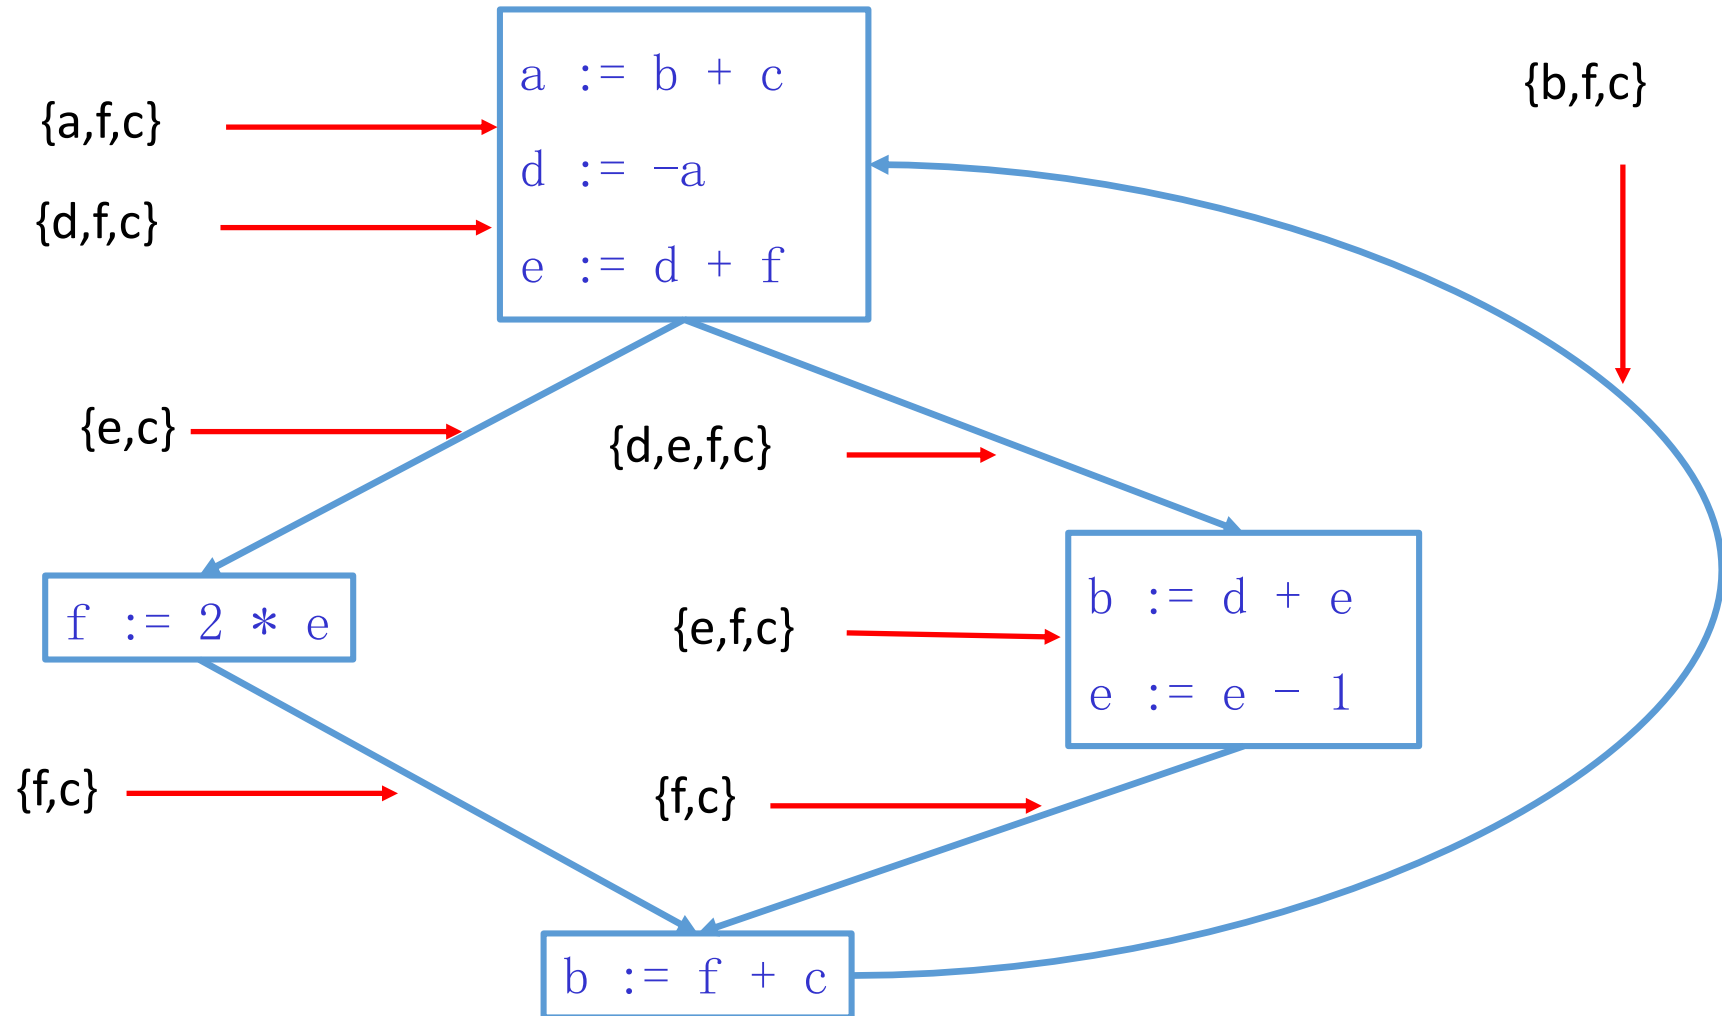 a := b + c
{b,f,c}
{a,f,c}
d := -a
{d,f,c}
e := d + f
{e,c}
{d,e,f,c}
b := d + e
f := 2 * e
{e,f,c}
e := e - 1
{f,c}
{f,c}
b := f + c